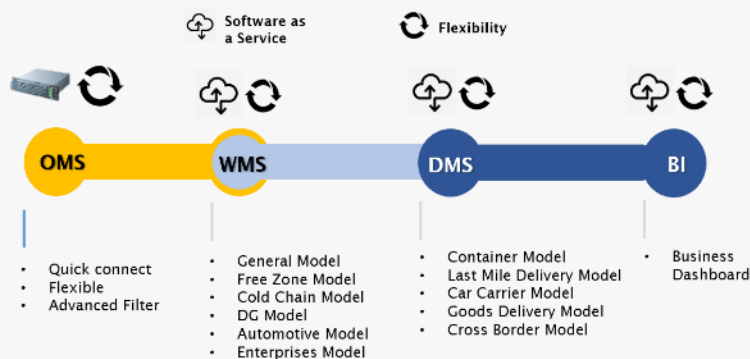 Software as
a Service
Flexibility
OMS
WMS
DMS
BI
• Quick connect
• Flexible
• Advanced Filter
• General Model
• Free Zone Model
• Cold Chain Model
• DG Model
• Automotive Model
• Enterprises Model
• Container Model
• Last Mile Delivery Model
• Car Carrier Model
• Goods Delivery Model
• Cross Border Model
• Business
Dashboard